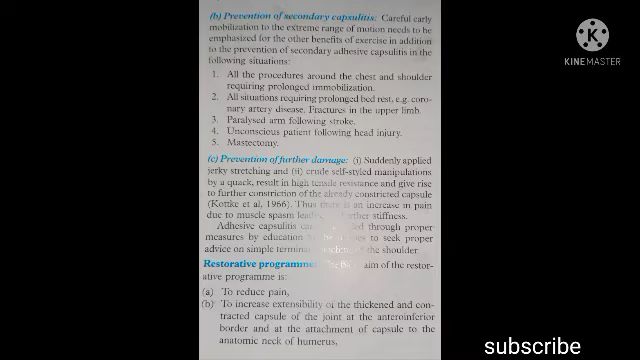 (b) Prevention of secondary capsulitis: Careful early
mobilization to the extreme range of motion needs to be
emphasized for the other benefits of exercise in addition
to the prevention of secondary adhesive capsulitis in
the following situations:
1. All the procedures around the chest and shoulder
requiring prolonged immobilization.
2. All situations requiring prolonged bed rest, e.g. coro-
nary artery disease. Fractures in the upper limb.
3. Paralysed arm following stroke.
4. Unconscious patient following head injury.
5. Mastectomy.
(c) Prevention of further damage: (i) Suddenly applied
jerky stretching and (ii) crude self-styled manipulations
by a quack, result in high tensile resistance and give rise
to further constriction of the already constricted capsule
(Kottke et al, 1966). Thus there is an increase in pain
due to muscle spasm further stiffness.
Adhesive capsulitis through proper
measures by education to seek proper
advice on simple terminal of the shoulder
Restorative programme: The aim of the restor-
ative programme is:
(a) To reduce pain,
(b) To increase extensibility of the thickened and con-
tracted capsule of the joint at the anteroinferior
border and at the attachment of capsule to the
anatomic neck of humerus.
KINEMASTER
subscribe